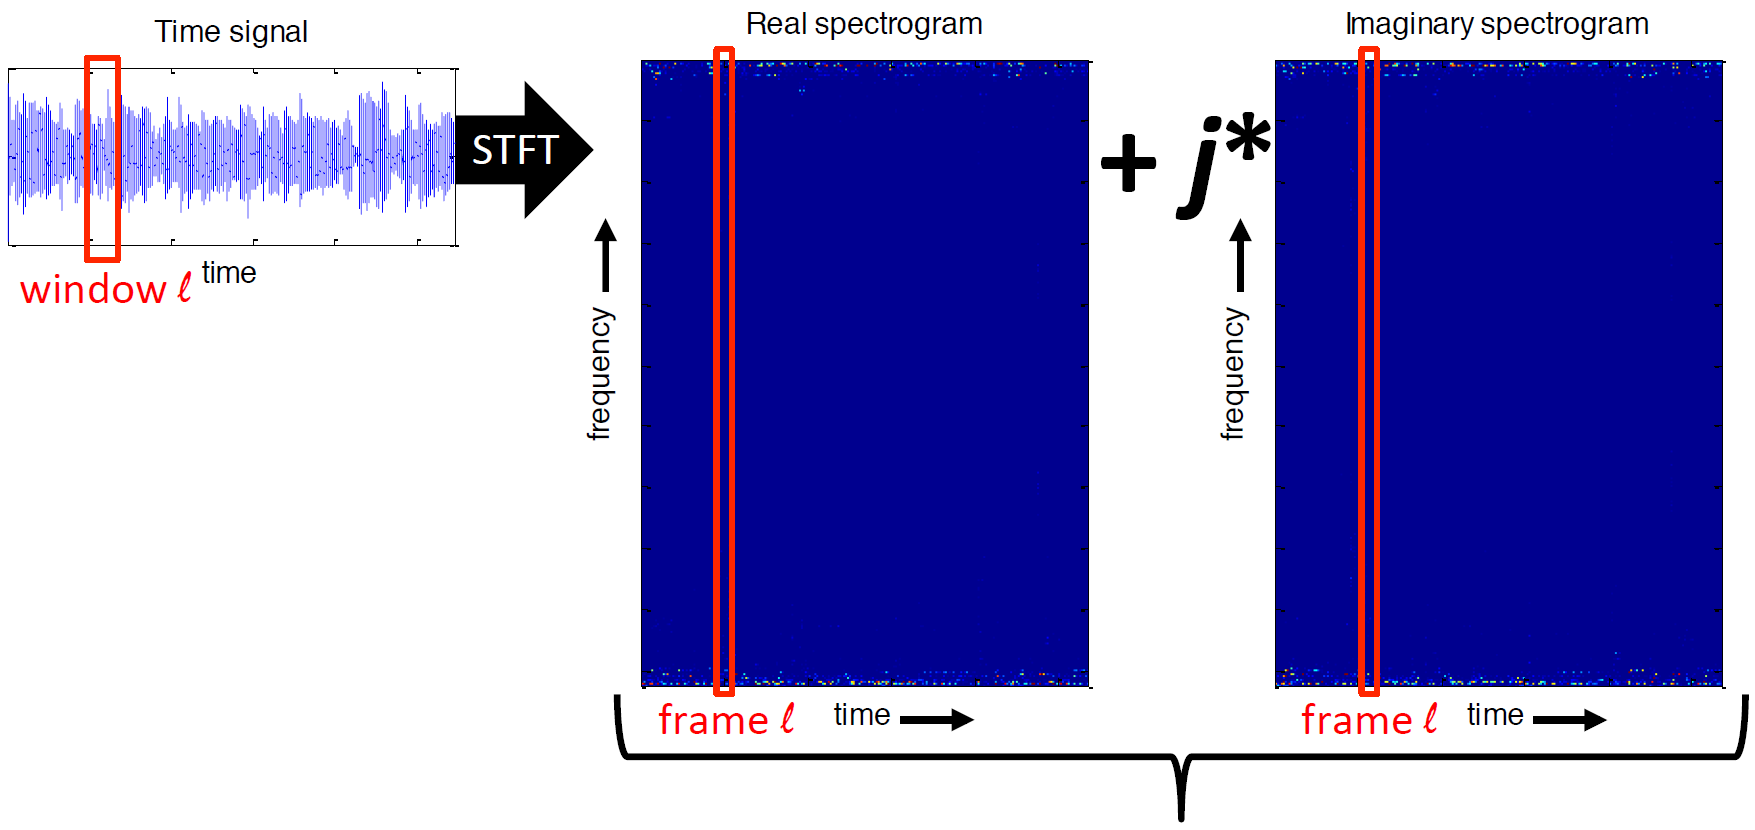 Time signal
Real spectrogram
Imaginary spectrogram
STFT
+ j*
frequency
frequency
time
window ℓ
frame ℓ
time
frame ℓ
time